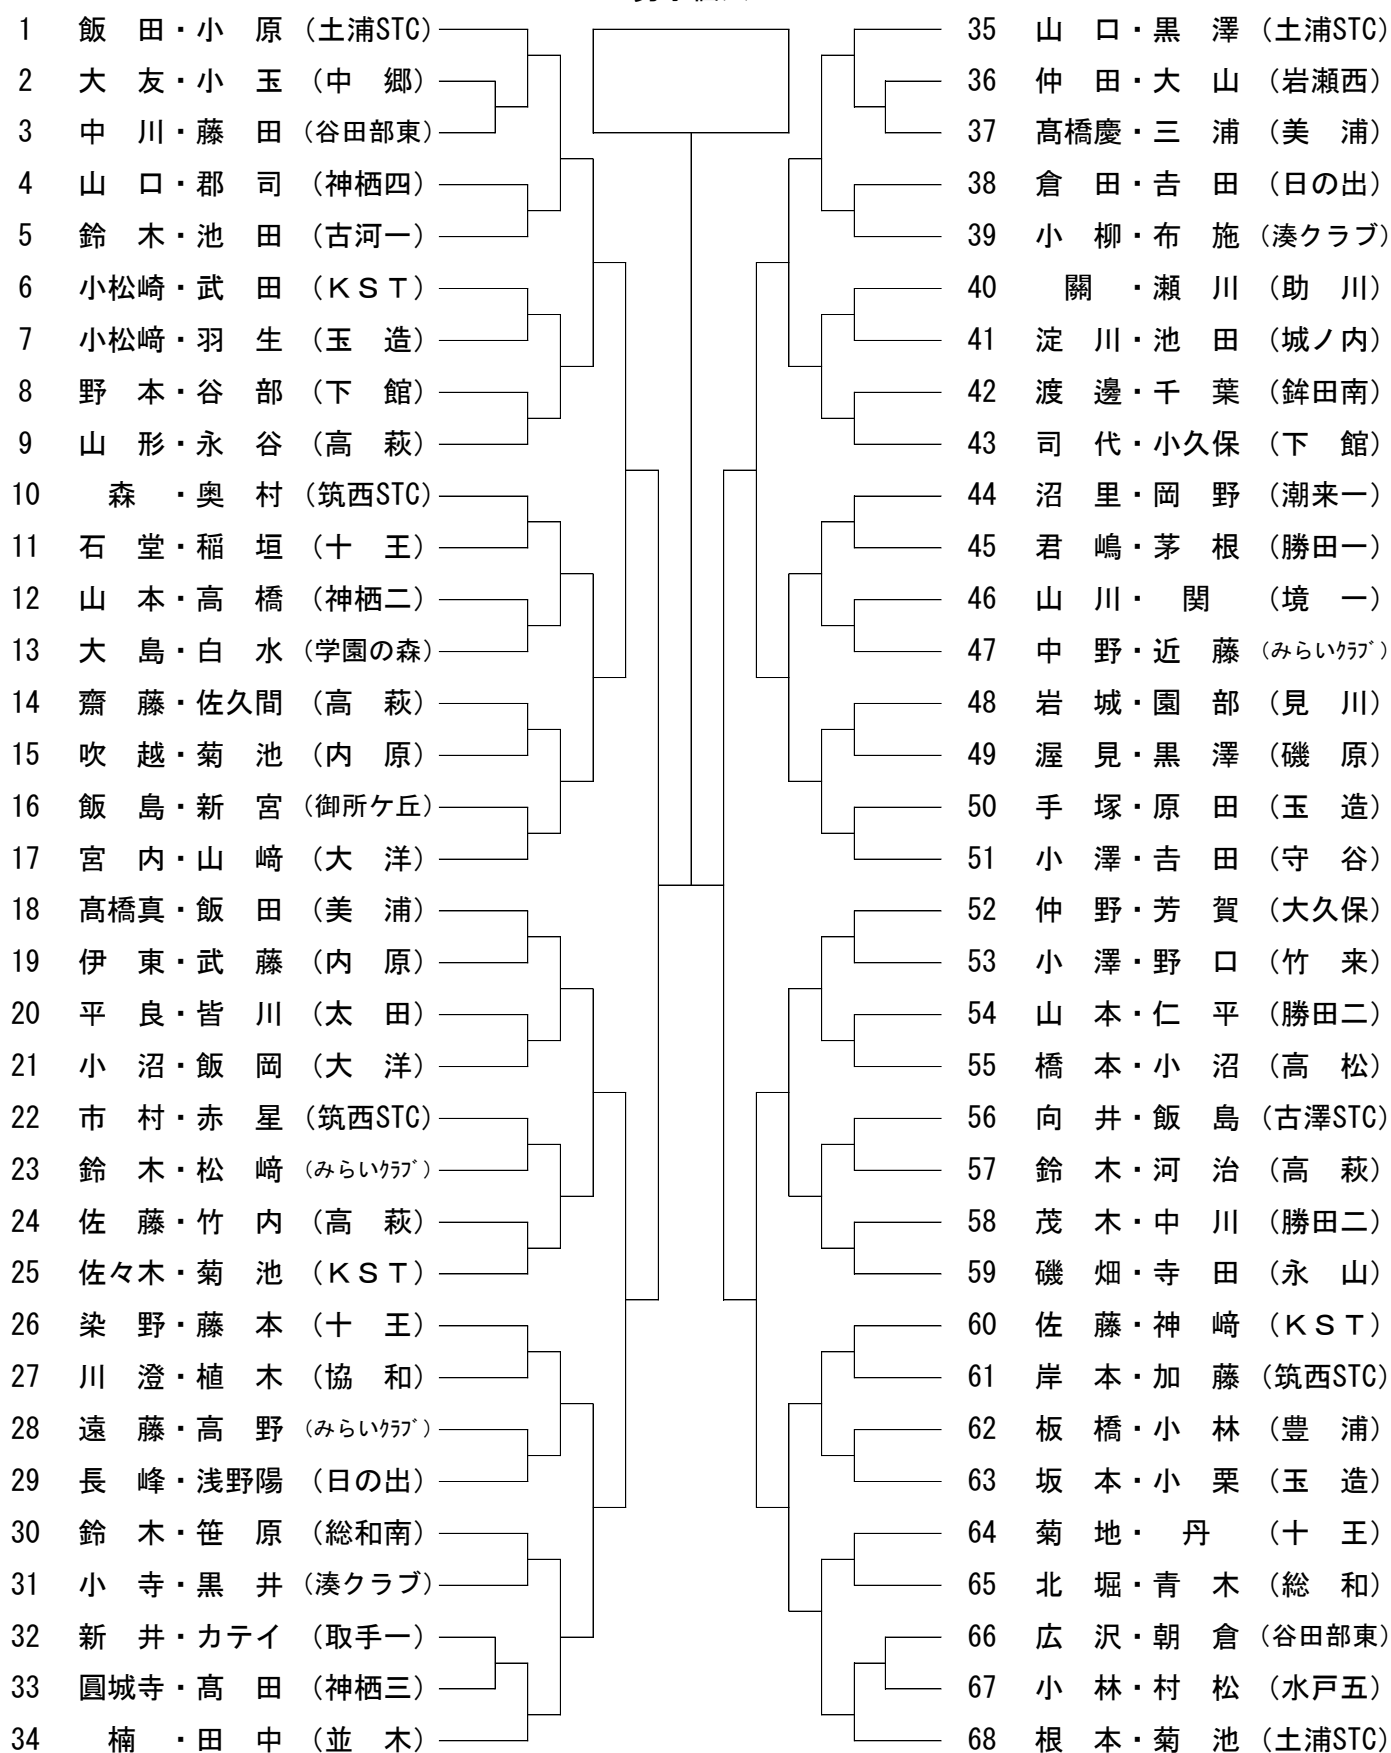 1 飯 田・小 原 (土浦STC)
2 大 友・小 玉 (中 郷)
3 中 川・藤 田 (谷田部東)
4 山 口・郡 司 (神栖四)
5 鈴 木・池 田 (古河一)
6 小松崎・武 田 (KST)
7 小松﨑・羽 生 (玉 造)
8 野 本・谷 部 (下 館)
9 山 形・永 谷 (高 萩)
10 森 ・奥 村 (筑西STC)
11 石 堂・稲 垣 (十 王)
12 山 本・高 橋 (神栖二)
13 大 島・白 水 (学園の森)
14 齋 藤・佐久間 (高 萩)
15 吹 越・菊 池 (内 原)
16 飯 島・新 宮 (御所ケ丘)
17 宮 内・山 﨑 (大 洋)
18 髙橋真・飯 田 (美 浦)
19 伊 東・武 藤 (内 原)
20 平 良・皆 川 (太 田)
21 小 沼・飯 岡 (大 洋)
22 市 村・赤 星 (筑西STC)
23 鈴 木・松 﨑 (みらいｸﾗﾌﾞ)
24 佐 藤・竹 内 (高 萩)
25 佐々木・菊 池 (KST)
26 染 野・藤 本 (十 王)
27 川 澄・植 木 (協 和)
28 遠 藤・高 野 (みらいｸﾗﾌﾞ)
29 長 峰・浅野陽 (日の出)
30 鈴 木・笹 原 (総和南)
31 小 寺・黒 井 (湊クラブ)
32 新 井・カテイ (取手一)
33 圓城寺・髙 田 (神栖三)
34 楠 ・田 中 (並 木)
35 山 口・黒 澤 (土浦STC)
36 仲 田・大 山 (岩瀬西)
37 髙橋慶・三 浦 (美 浦)
38 倉 田・𠮷 田 (日の出)
39 小 柳・布 施 (湊クラブ)
40 關 ・瀬 川 (助 川)
41 淀 川・池 田 (城ノ内)
42 渡 邊・千 葉 (鉾田南)
43 司 代・小久保 (下 館)
44 沼 里・岡 野 (潮来一)
45 君 嶋・茅 根 (勝田一)
46 山 川・ 関 (境 一)
47 中 野・近 藤 (みらいｸﾗﾌﾞ)
48 岩 城・園 部 (見 川)
49 渥 見・黒 澤 (磯 原)
50 手 塚・原 田 (玉 造)
51 小 澤・𠮷 田 (守 谷)
52 仲 野・芳 賀 (大久保)
53 小 澤・野 口 (竹 来)
54 山 本・仁 平 (勝田二)
55 橋 本・小 沼 (高 松)
56 向 井・飯 島 (古澤STC)
57 鈴 木・河 治 (高 萩)
58 茂 木・中 川 (勝田二)
59 磯 畑・寺 田 (永 山)
60 佐 藤・神 﨑 (KST)
61 岸 本・加 藤 (筑西STC)
62 板 橋・小 林 (豊 浦)
63 坂 本・小 栗 (玉 造)
64 菊 地・ 丹 (十 王)
65 北 堀・青 木 (総 和)
66 広 沢・朝 倉 (谷田部東)
67 小 林・村 松 (水戸五)
68 根 本・菊 池 (土浦STC)